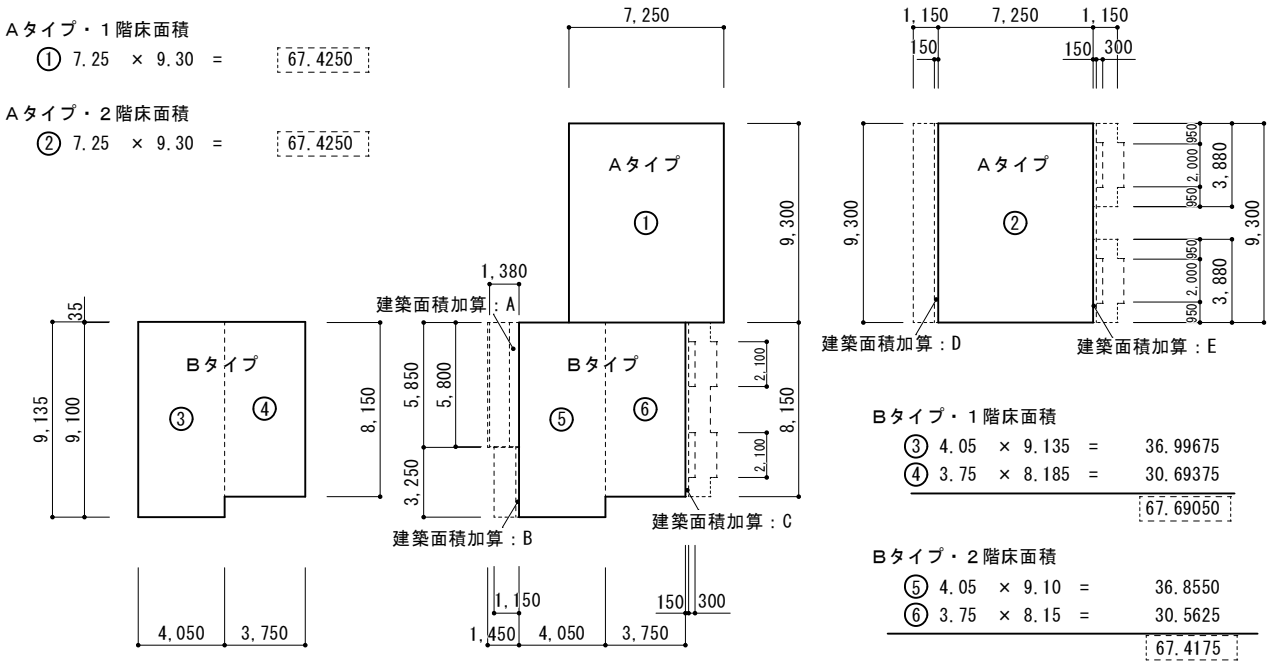 Aタイプ・1階床面積
① 7.25 × 9.30 = 67.4250
Aタイプ・2階床面積
② 7.25 × 9.30 = 67.4250
7,250
Aタイプ
①
9,300
1,150 7,250 1,150
150 150 300
Aタイプ
②
9,300
950
2,000
950
3,880
950
2,000
950
3,880
9,300
建築面積加算：D
建築面積加算：E
35
9,135
9,100
Bタイプ
③ ④
8,150
4,050 3,750
1,380
建築面積加算：A
5,850
5,800
3,250
Bタイプ
⑤ ⑥
2,100
2,100
8,150
建築面積加算：B
建築面積加算：C
1,150 150 300
1,450 4,050 3,750
Bタイプ・1階床面積
③ 4.05 × 9.135 = 36.99675
④ 3.75 × 8.185 = 30.69375
67.69050
Bタイプ・2階床面積
⑤ 4.05 × 9.10 = 36.8550
⑥ 3.75 × 8.15 = 30.5625
67.4175